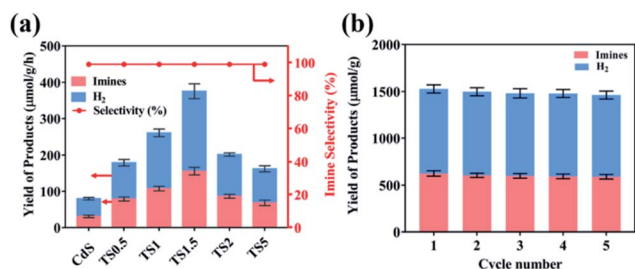 (a)
Yield of Products (μmol/g/h)
500
400
300
200
100
0
Imines
H₂
Selectivity (%)
100
80
60
40
20
0
Imine Selectivity (%)
CdS TS0.5 TS1 TS1.5 TS2 TS5
(b)
Yield of Products (μmol/g)
2000
1500
1000
500
0
Imines
H₂
1 2 3 4 5
Cycle number